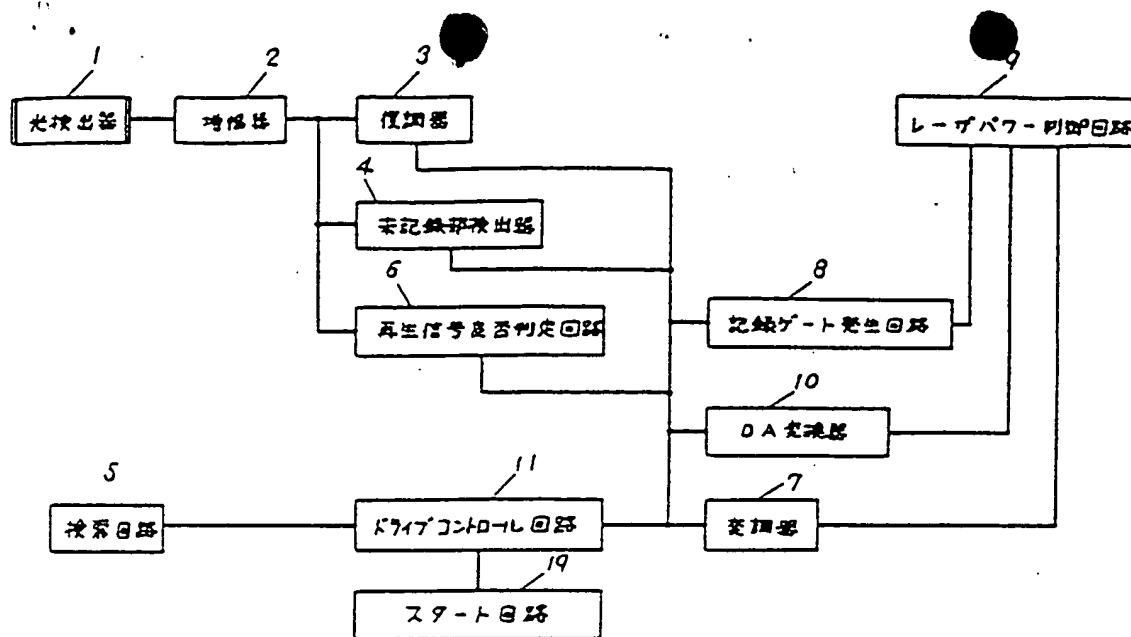 1
光検出器
2
増幅器
3
復調器
9
レーザパワー制御回路
4
未記録部検出器
6
再生信号良否判定回路
8
記録ゲート発生回路
10
DA変換器
5
検索回路
11
ドライブコントロール回路
7
変調器
19
スタート回路